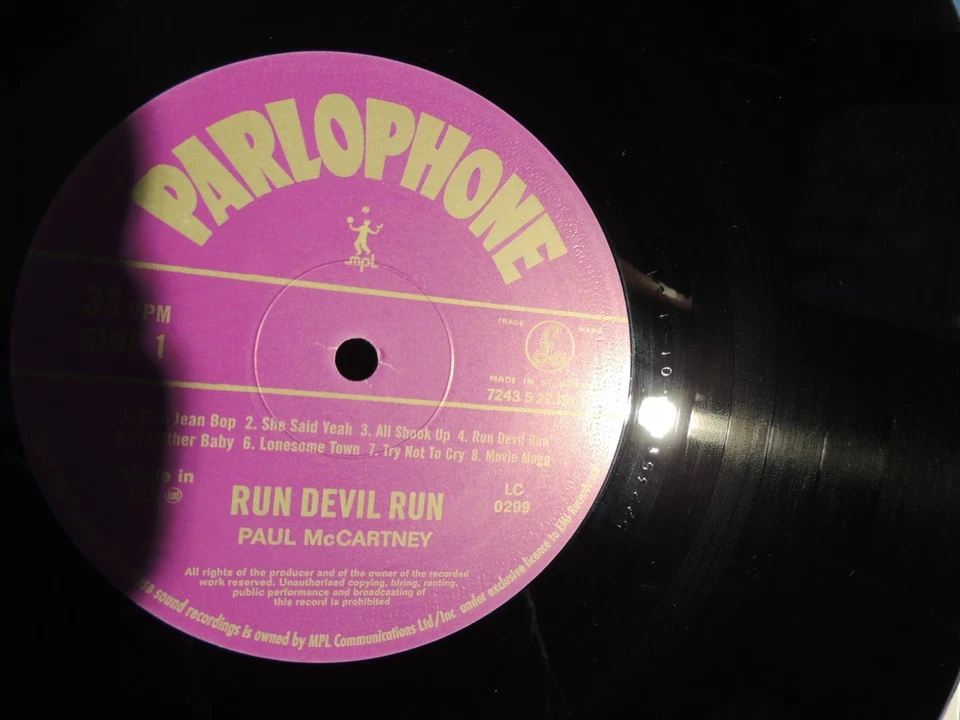 PARLOPHONE
mpl
33 RPM
SIDE 1
TRADE MARK
MADE IN
7243 5 22
Jean Bop 2. She Said Yeah 3. All Shook Up 4. Run Devil Run
Baby 6. Lonesome Town 7. Try Not To Cry 8. Movie Magg
in
LC
0299
RUN DEVIL RUN
PAUL McCARTNEY
All rights of the producer and of the owner of the recorded
work reserved. Unauthorised copying, hiring, renting,
public performance and broadcasting of
this record is prohibited
sound recordings is owned by MPL Communications Ltd/Inc under exclusive licence to EMI